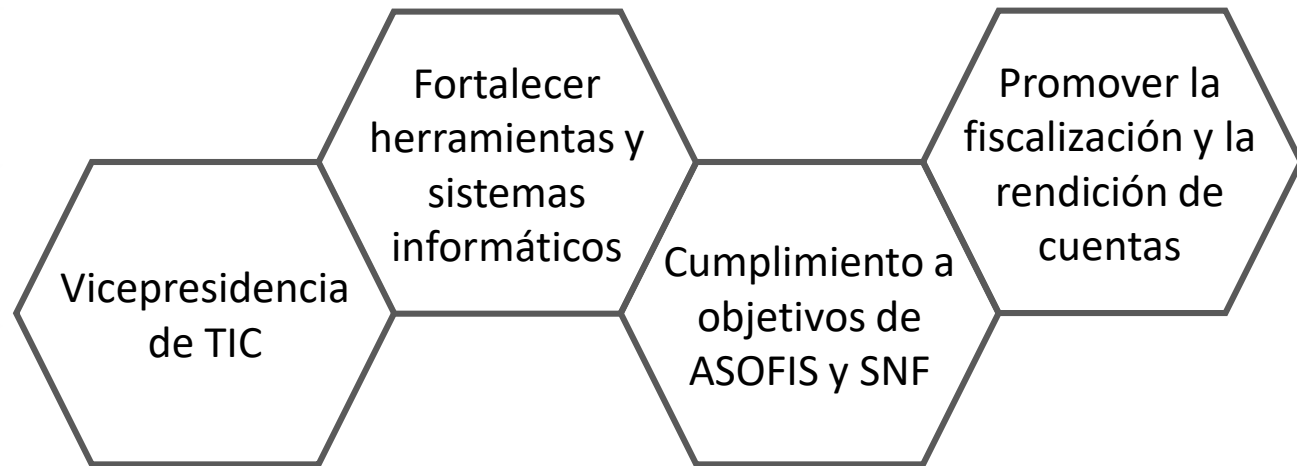 Vicepresidencia
de TIC
Fortalecer
herramientas y
sistemas
informáticos
Cumplimiento a
objetivos de
ASOFIS y SNF
Promover la
fiscalización y la
rendición de
cuentas